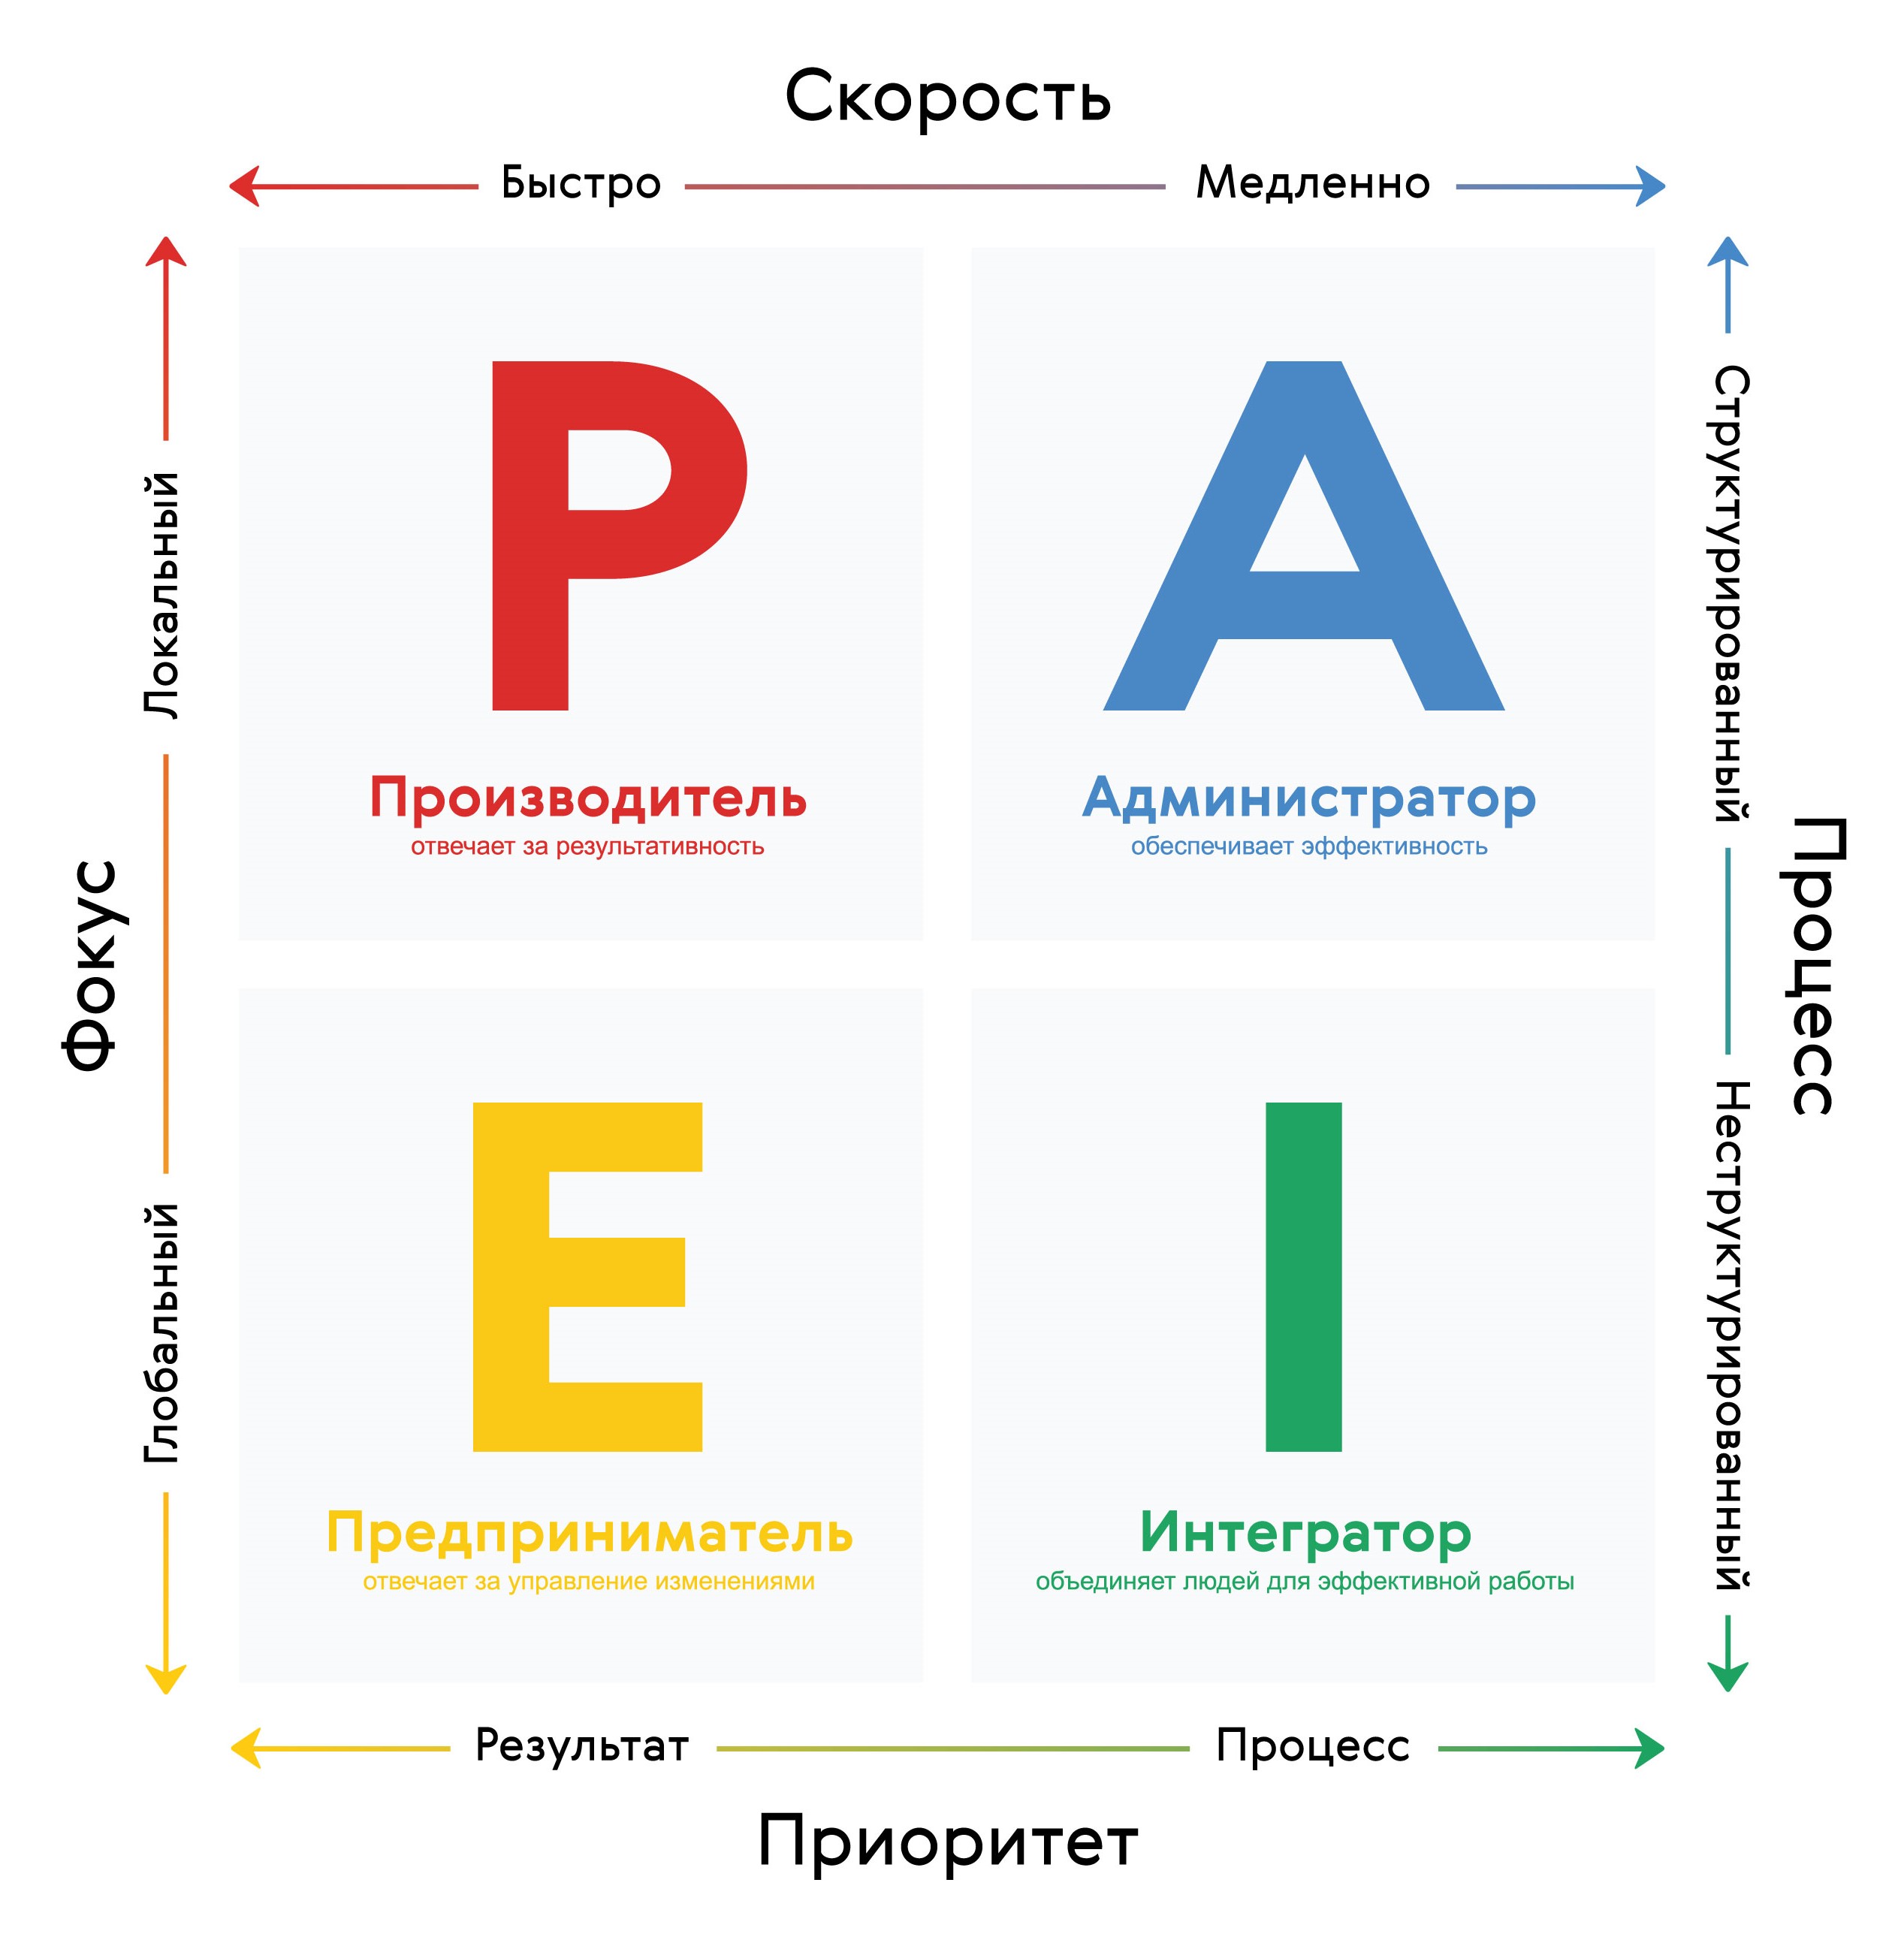 Скорость
Быстро
Медленно
Фокус
Локальный
Глобальный
P
Производитель
отвечает за результативность
A
Администратор
обеспечивает эффективность
E
Предприниматель
отвечает за управление изменениями
I
Интегратор
объединяет людей для эффективной работы
Структурированный
Неструктурированный
Процесс
Результат
Процесс
Приоритет